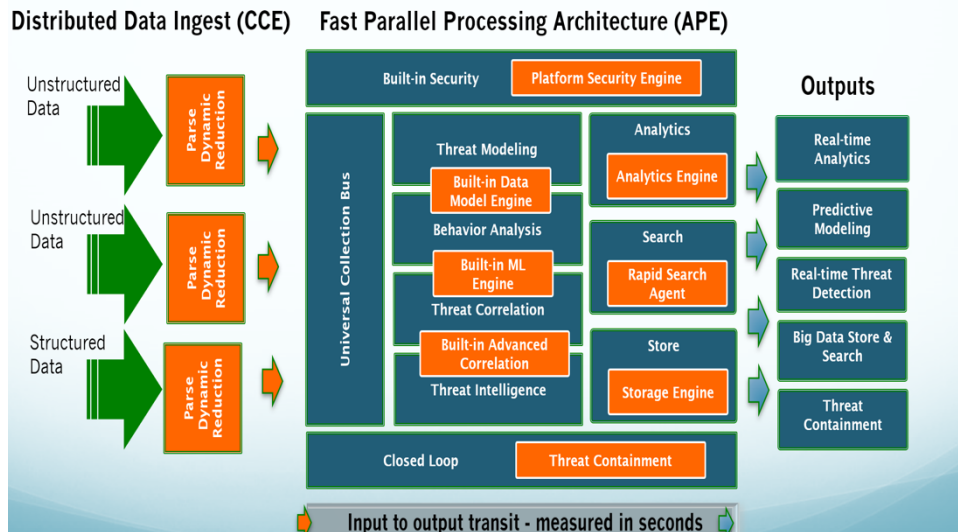 Distributed Data Ingest (CCE)
Fast Parallel Processing Architecture (APE)
Unstructured
Data
Parse
Dynamic
Reduction
Unstructured
Data
Parse
Dynamic
Reduction
Structured
Data
Parse
Dynamic
Reduction
Built-in Security
Platform Security Engine
Universal Collection Bus
Threat Modeling
Built-in Data
Model Engine
Behavior Analysis
Built-in ML
Engine
Threat Correlation
Built-in Advanced
Correlation
Threat Intelligence
Analytics
Analytics Engine
Search
Rapid Search
Agent
Store
Storage Engine
Closed Loop
Threat Containment
Input to output transit - measured in seconds
Outputs
Real-time
Analytics
Predictive
Modeling
Real-time Threat
Detection
Big Data Store &
Search
Threat
Containment